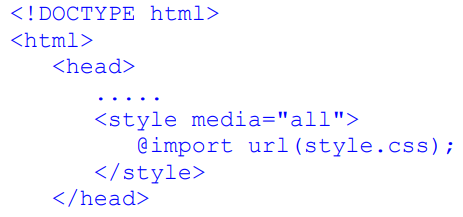 <!DOCTYPE html>
<html>
<head>
.....
<style media="all">
@import url(style.css);
</style>
</head>